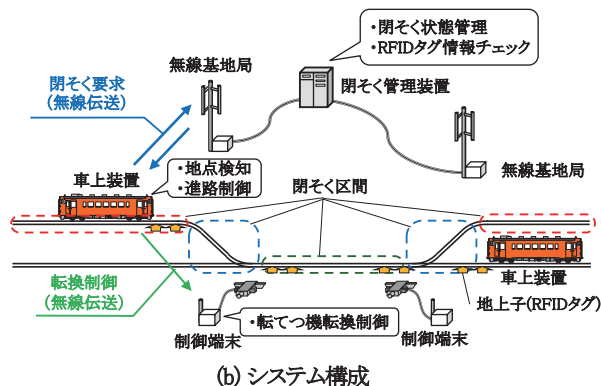 ・閉そく状態管理
・RFIDタグ情報チェック
無線基地局
閉そく要求
(無線伝送)
閉そく管理装置
無線基地局
車上装置
・地点検知
・進路制御
閉そく区間
車上装置
転換制御
(無線伝送)
地上子(RFIDタグ)
・転てつ機転換制御
制御端末
制御端末
(b) システム構成